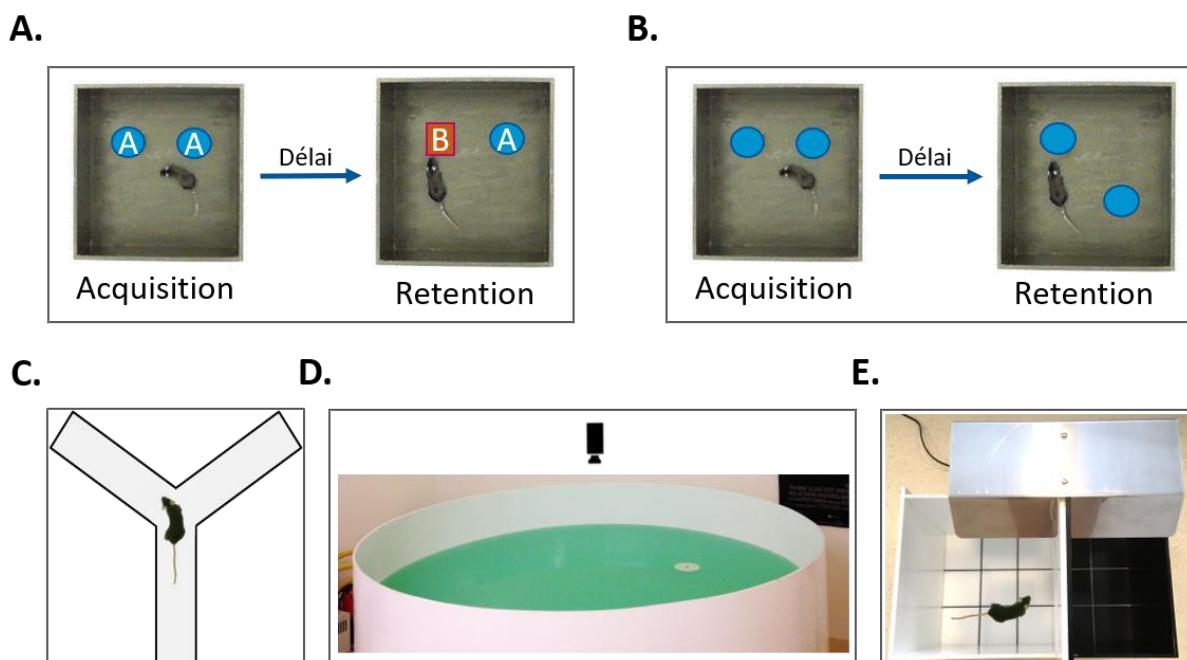 A.
B.
A A
B A
Délai
Délai
Acquisition
Retention
Acquisition
Retention
C.
D.
E.